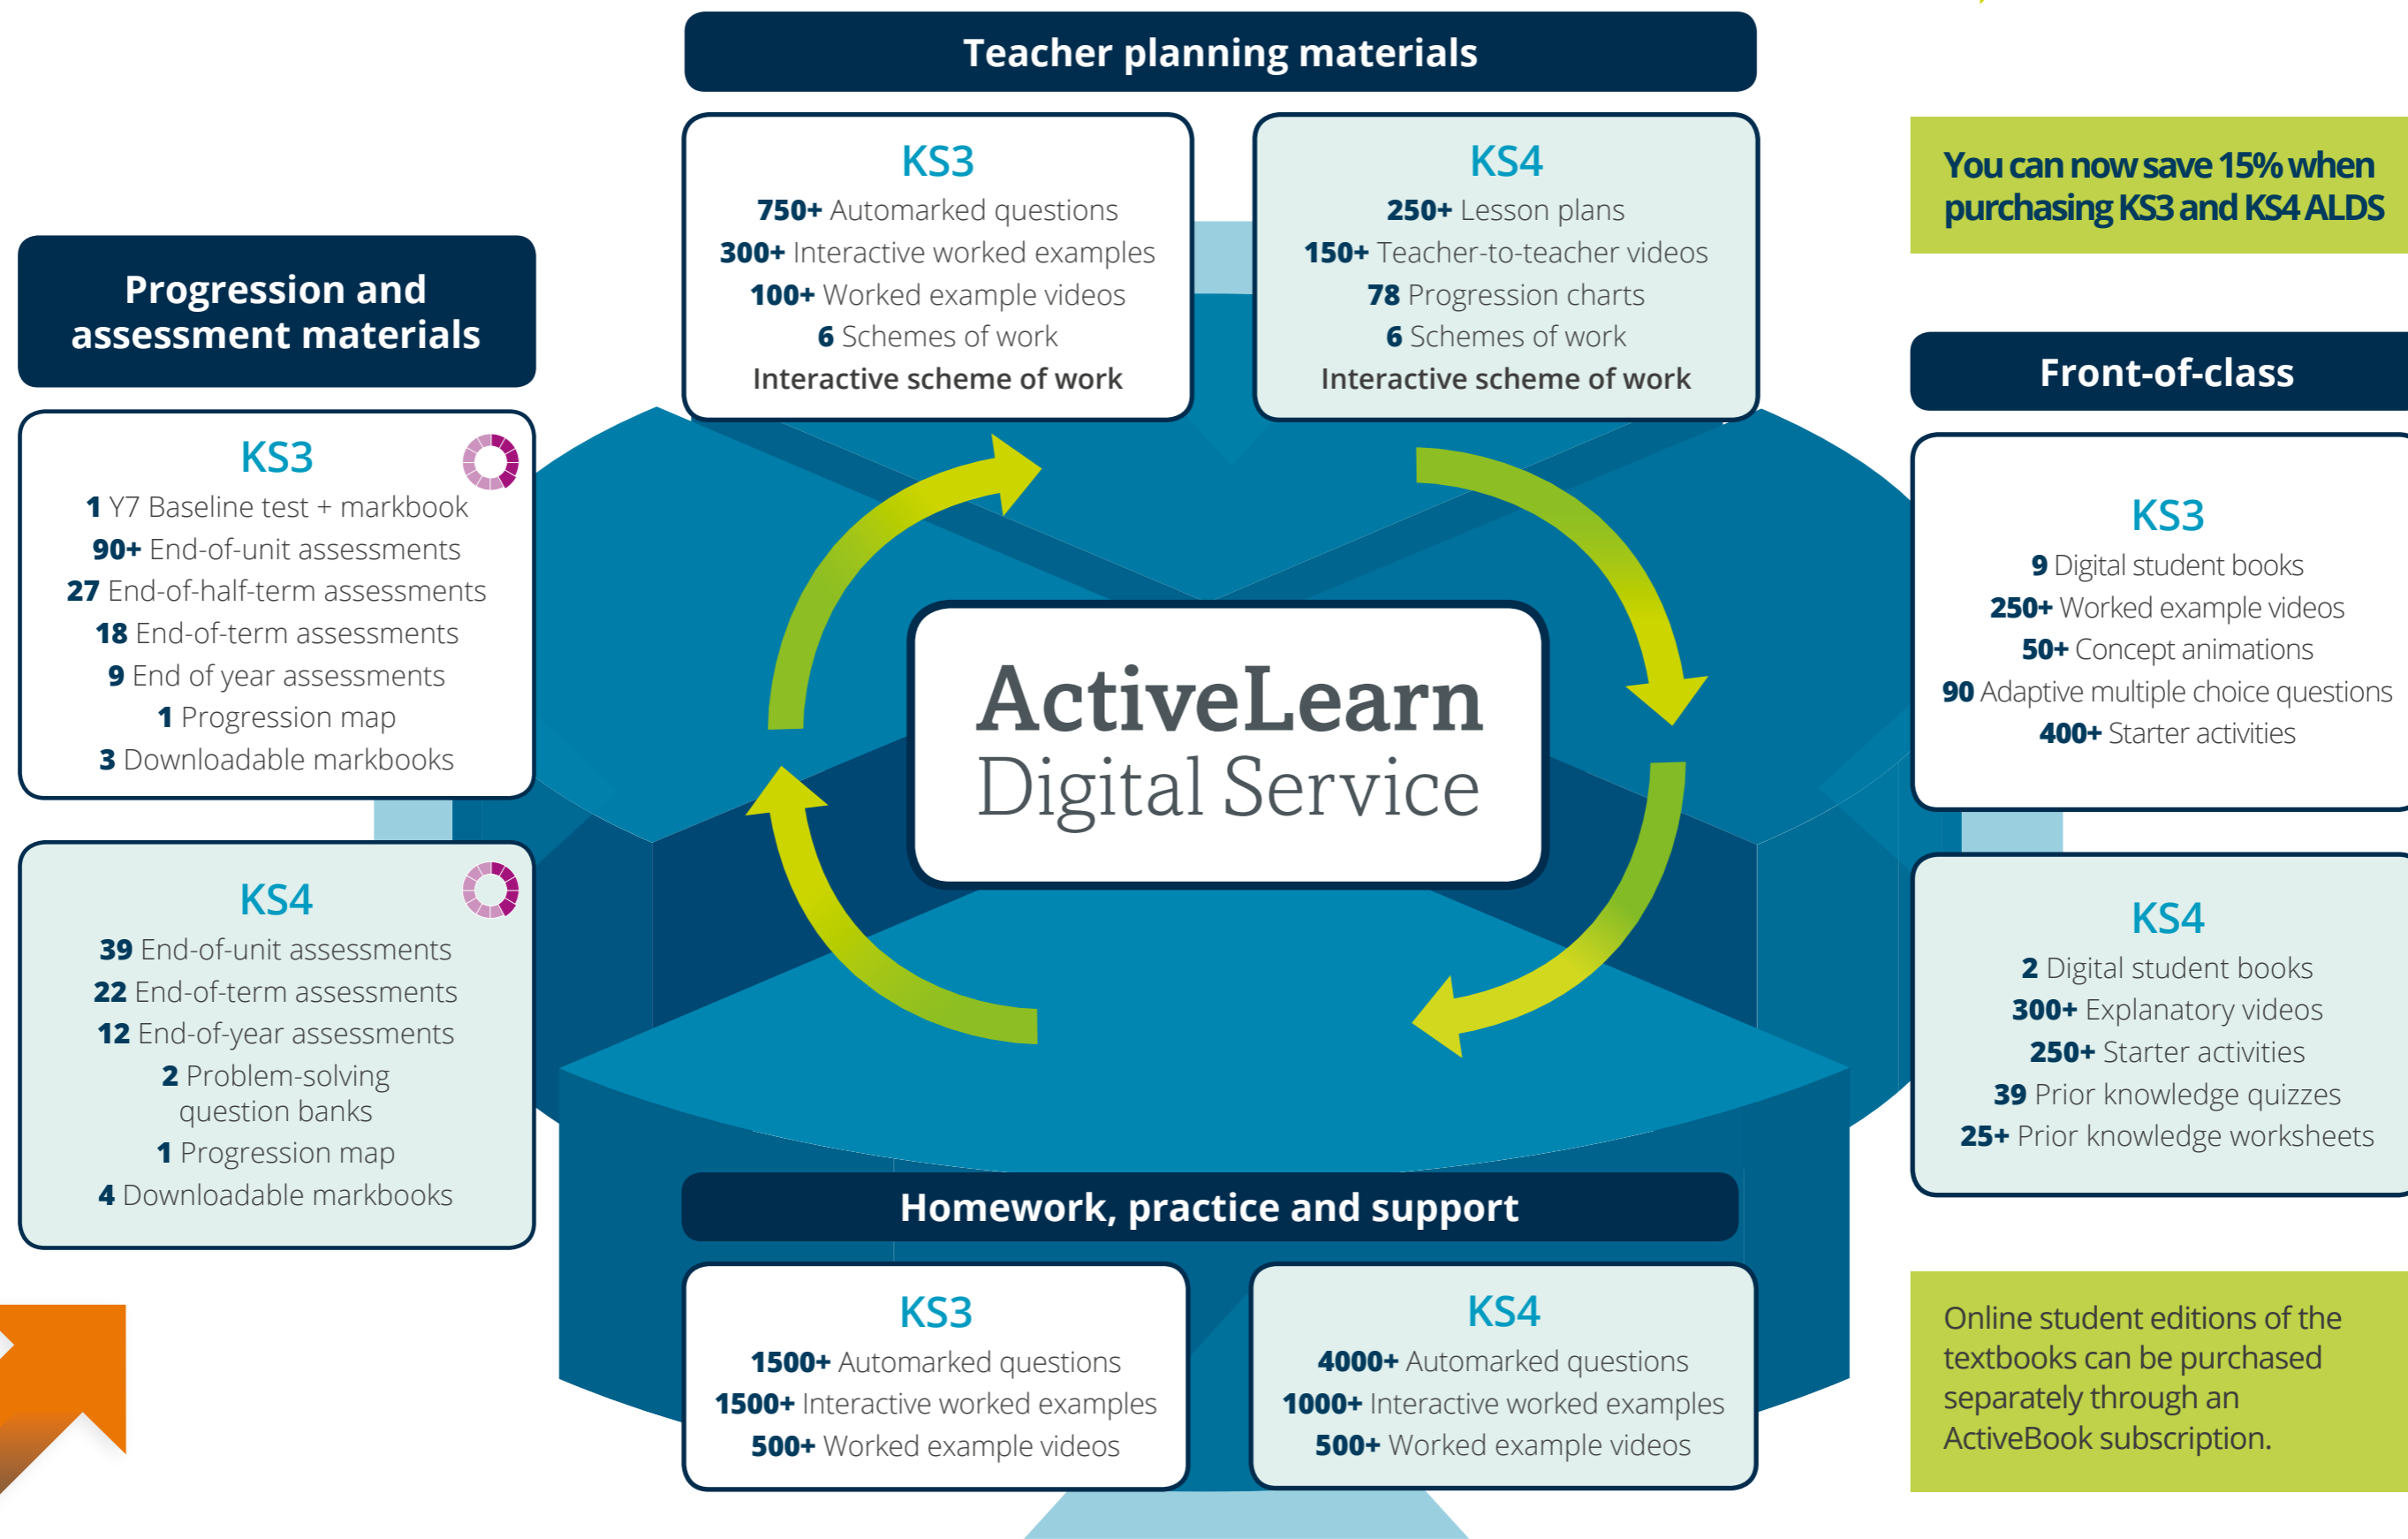 Teacher planning materials
KS3
750+ Automarked questions
300+ Interactive worked examples
100+ Worked example videos
6 Schemes of work
Interactive scheme of work
KS4
250+ Lesson plans
150+ Teacher-to-teacher videos
78 Progression charts
6 Schemes of work
Interactive scheme of work
You can now save 15% when
purchasing KS3 and KS4 ALDS
Progression and
assessment materials
KS3
1 Y7 Baseline test + markbook
90+ End-of-unit assessments
27 End-of-half-term assessments
18 End-of-term assessments
9 End of year assessments
1 Progression map
3 Downloadable markbooks
KS4
39 End-of-unit assessments
22 End-of-term assessments
12 End-of-year assessments
2 Problem-solving
question banks
1 Progression map
4 Downloadable markbooks
ActiveLearn
Digital Service
Front-of-class
KS3
9 Digital student books
250+ Worked example videos
50+ Concept animations
90 Adaptive multiple choice questions
400+ Starter activities
KS4
2 Digital student books
300+ Explanatory videos
250+ Starter activities
39 Prior knowledge quizzes
25+ Prior knowledge worksheets
Homework, practice and support
KS3
1500+ Automarked questions
1500+ Interactive worked examples
500+ Worked example videos
KS4
4000+ Automarked questions
1000+ Interactive worked examples
500+ Worked example videos
Online student editions of the
textbooks can be purchased
separately through an
ActiveBook subscription.